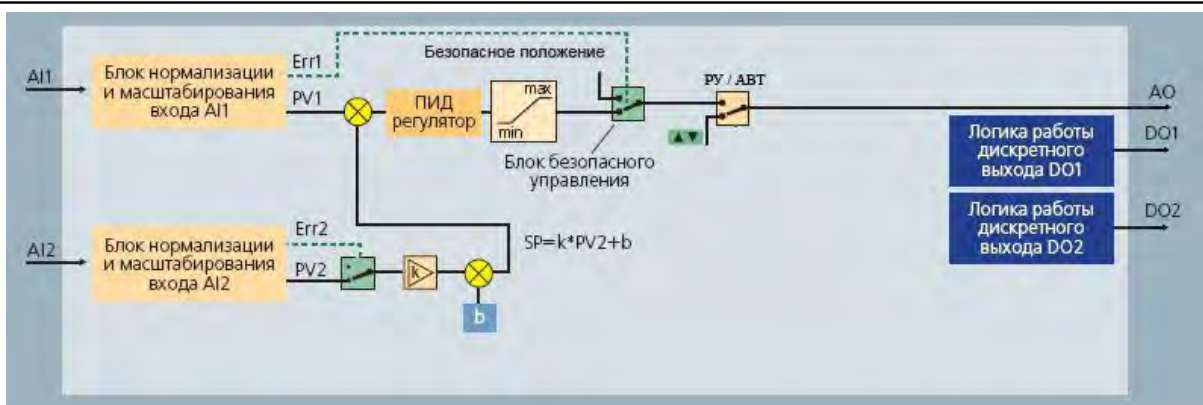 AI1
Блок нормализации
и масштабирования
входа AI1
Err1
PV1
ПИД
регулятор
max
min
Безопасное положение
Блок безопасного
управления
РУ / АВТ
▲▼
AO
Логика работы
дискретного
выхода DO1
DO1
Логика работы
дискретного
выхода DO2
DO2
AI2
Блок нормализации
и масштабирования
входа AI2
Err2
PV2
k
b
SP=k*PV2+b